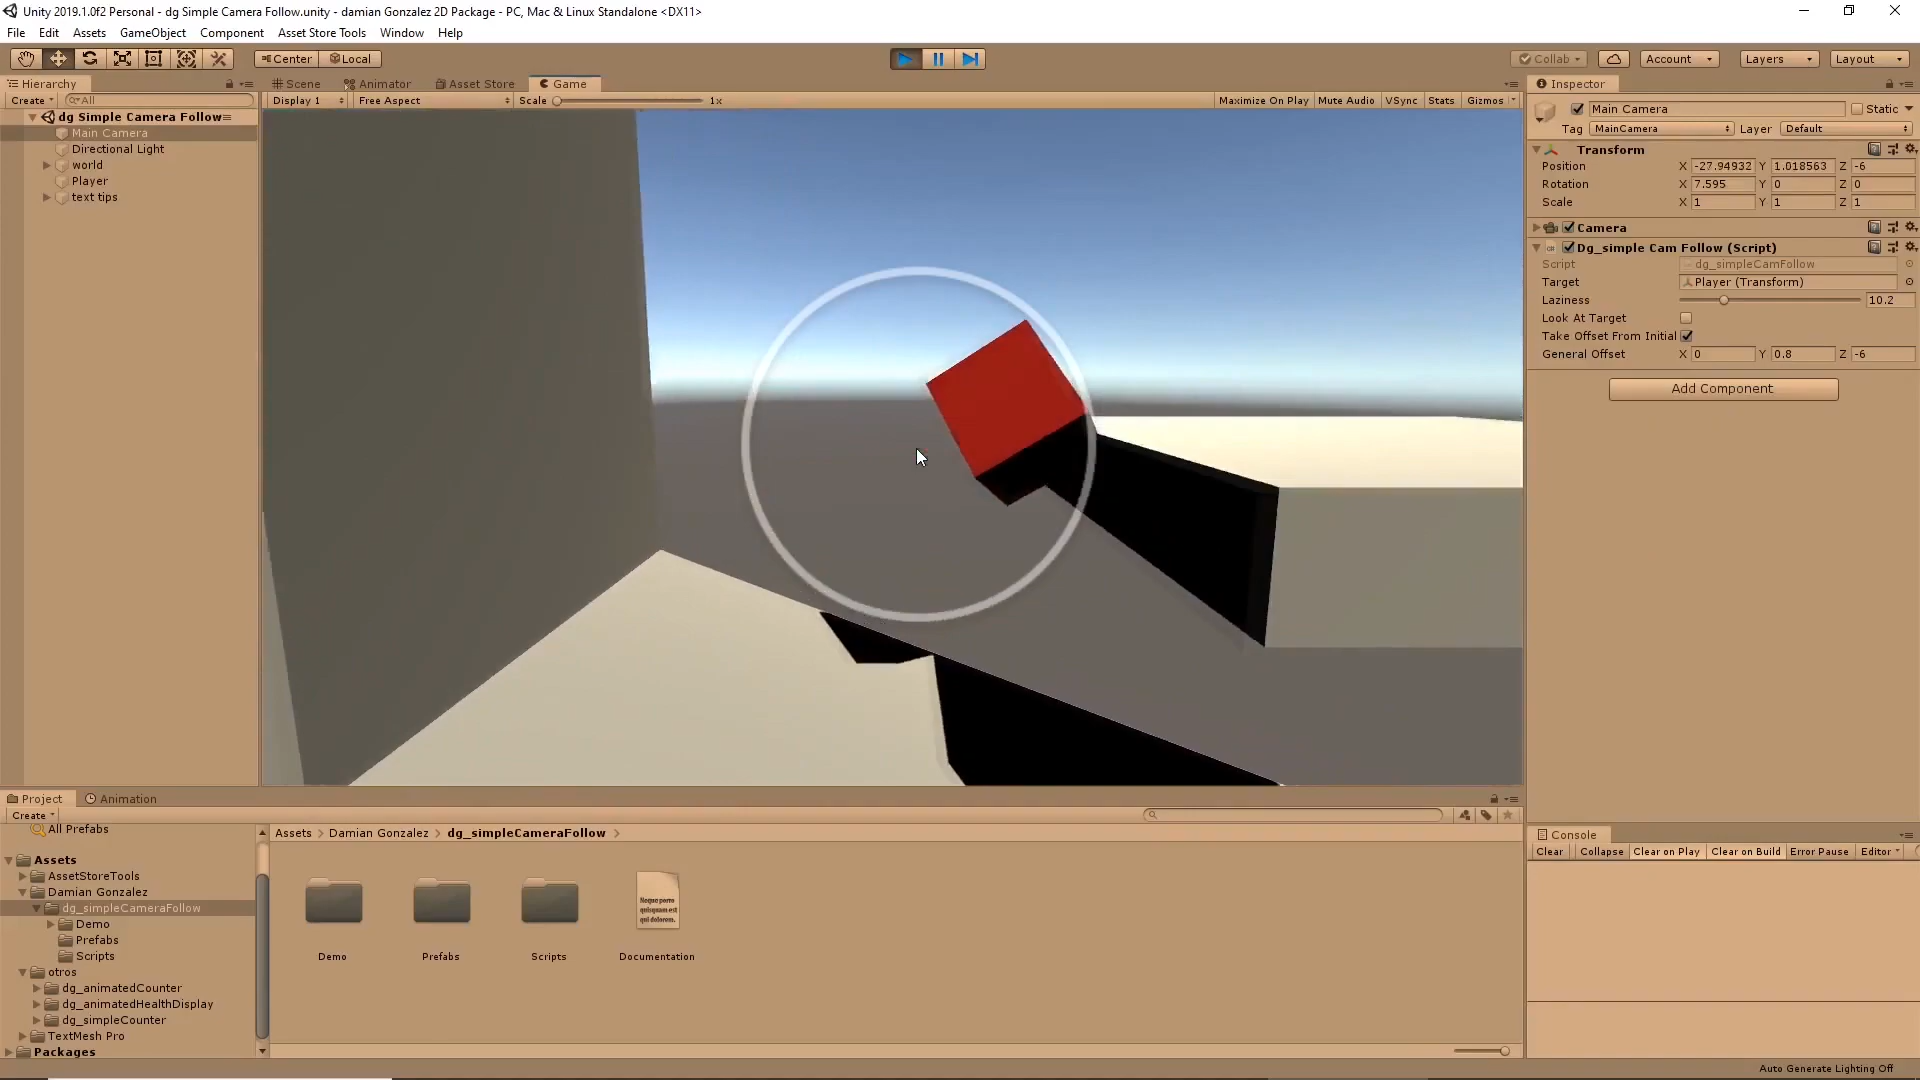 Unity 2019.1.0f2 Personal - dg Simple Camera Follow.unity - damian Gonzalez 2D Package - PC, Mac & Linux Standalone <DX11>
File Edit Assets GameObject Component Asset Store Tools Window Help
Center Local Collab Account Layers Layout
Hierarchy
Create All
dg Simple Camera Follow
Main Camera
Directional Light
world
Player
text tips
Scene Animator Asset Store Game
Display 1 Free Aspect Scale 1x Maximize On Play Mute Audio VSync Stats Gizmos
Inspector
Main Camera Static
Tag MainCamera Layer Default
Transform
Position X -27.94932 Y 1.018563 Z -6
Rotation X 7.595 Y 0 Z 0
Scale X 1 Y 1 Z 1
Camera
Dg_simple Cam Follow (Script)
Script dg_simpleCamFollow
Target Player (Transform)
Laziness 10.2
Look At Target
Take Offset From Initial
General Offset X 0 Y 0.8 Z -6
Add Component
Project Animation
Create
All Prefabs
Assets
AssetStoreTools
Damian Gonzalez
dg_simpleCameraFollow
Demo
Prefabs
Scripts
otros
dg_animatedCounter
dg_animatedHealthDisplay
dg_simpleCounter
TextMesh Pro
Packages
Assets > Damian Gonzalez > dg_simpleCameraFollow >
Neque porro
quisquam est
qui dolorem.
Demo Prefabs Scripts Documentation
Console
Clear Collapse Clear on Play Clear on Build Error Pause Editor
Auto Generate Lighting Off